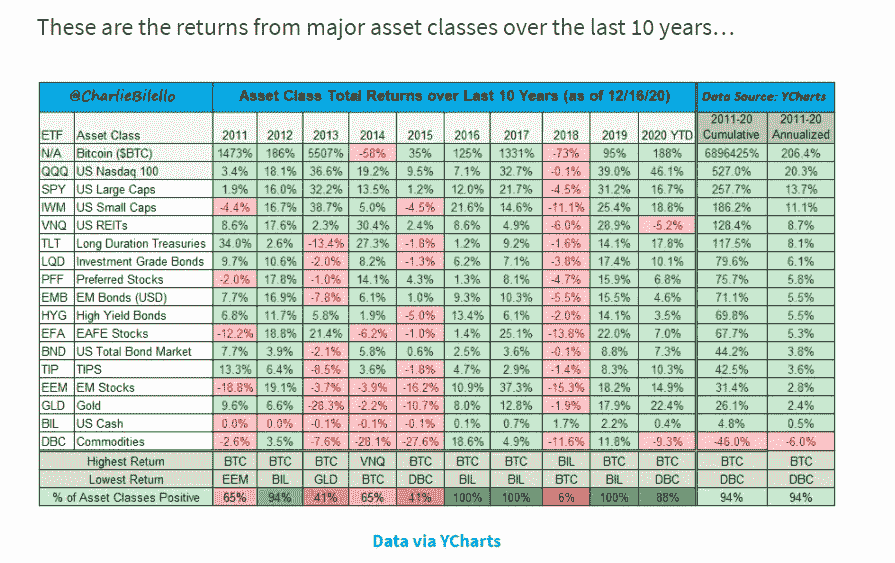 These are the returns from major asset classes over the last 10 years...
@CharlieBilello Asset Class Total Returns over Last 10 Years (as of 12/16/20) Data Source: YCharts
2011-20 2011-20
ETF Asset Class 2011 2012 2013 2014 2015 2016 2017 2018 2019 2020 YTD Cumulative Annualized
N/A Bitcoin ($BTC) 1473% 186% 5507% -58% 35% 125% 1331% -73% 95% 188% 6896425% 206.4%
QQQ US Nasdaq 100 3.4% 18.1% 36.6% 19.2% 9.5% 7.1% 32.7% -0.1% 39.0% 46.1% 527.0% 20.3%
SPY US Large Caps 1.9% 16.0% 32.2% 13.5% 1.2% 12.0% 21.7% -4.5% 31.2% 16.7% 257.7% 13.7%
IWM US Small Caps -4.4% 16.7% 38.7% 5.0% -4.5% 21.6% 14.6% -11.1% 25.4% 18.8% 186.2% 11.1%
VNQ US REITs 8.6% 17.6% 2.3% 30.4% 2.4% 8.6% 4.9% -6.0% 28.9% -5.2% 128.4% 8.7%
TLT Long Duration Treasuries 34.0% 2.6% -13.4% 27.3% -1.8% 1.2% 9.2% -1.6% 14.1% 17.8% 117.5% 8.1%
LQD Investment Grade Bonds 9.7% 10.6% -2.0% 8.2% -1.3% 6.2% 7.1% -3.8% 17.4% 10.1% 79.6% 6.1%
PFF Preferred Stocks -2.0% 17.8% -1.0% 14.1% 4.3% 1.3% 8.1% -4.7% 15.9% 6.8% 75.7% 5.8%
EMB EM Bonds (USD) 7.7% 16.9% -7.8% 6.1% 1.0% 9.3% 10.3% -5.5% 15.5% 4.6% 71.1% 5.5%
HYG High Yield Bonds 6.8% 11.7% 5.8% 1.9% -5.0% 13.4% 6.1% -2.0% 14.1% 3.5% 69.8% 5.5%
EFA EAFE Stocks -12.2% 18.8% 21.4% -6.2% -1.0% 1.4% 25.1% -13.8% 22.0% 7.0% 67.7% 5.3%
BND US Total Bond Market 7.7% 3.9% -2.1% 5.8% 0.6% 2.5% 3.6% -0.1% 8.8% 7.3% 44.2% 3.8%
TIP TIPS 13.3% 6.4% -8.5% 3.6% -1.8% 4.7% 2.9% -1.4% 8.3% 10.3% 42.5% 3.6%
EEM EM Stocks -18.8% 19.1% -3.7% -3.9% -16.2% 10.9% 37.3% -15.3% 18.2% 14.9% 31.4% 2.8%
GLD Gold 9.6% 6.6% -28.3% -2.2% -10.7% 8.0% 12.8% -1.9% 17.9% 22.4% 26.1% 2.4%
BIL US Cash 0.0% 0.0% -0.1% -0.1% -0.1% 0.1% 0.7% 1.7% 2.2% 0.4% 4.8% 0.5%
DBC Commodities -2.6% 3.5% -7.6% -28.1% -27.6% 18.6% 4.9% -11.6% 11.8% -9.3% -46.0% -6.0%
Highest Return BTC BTC BTC VNQ BTC BTC BTC BIL BTC BTC BTC BTC
Lowest Return EEM BIL GLD BTC DBC BIL BIL BTC BIL DBC DBC DBC
% of Asset Classes Positive 65% 94% 41% 65% 41% 100% 100% 6% 100% 88% 94% 94%
Data via YCharts